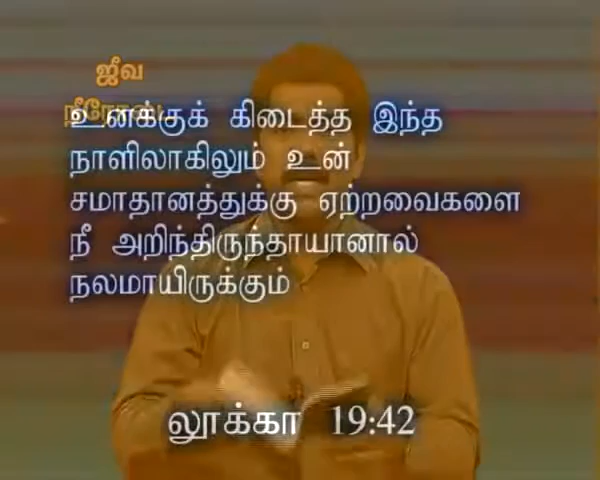 ஜீவ
நீரோடை
உனக்குக் கிடைத்த இந்த
நாளிலாகிலும் உன்
சமாதானத்துக்கு ஏற்றவைகளை
நீ அறிந்திருந்தாயானால்
நலமாயிருக்கும்
லூக்கா 19:42